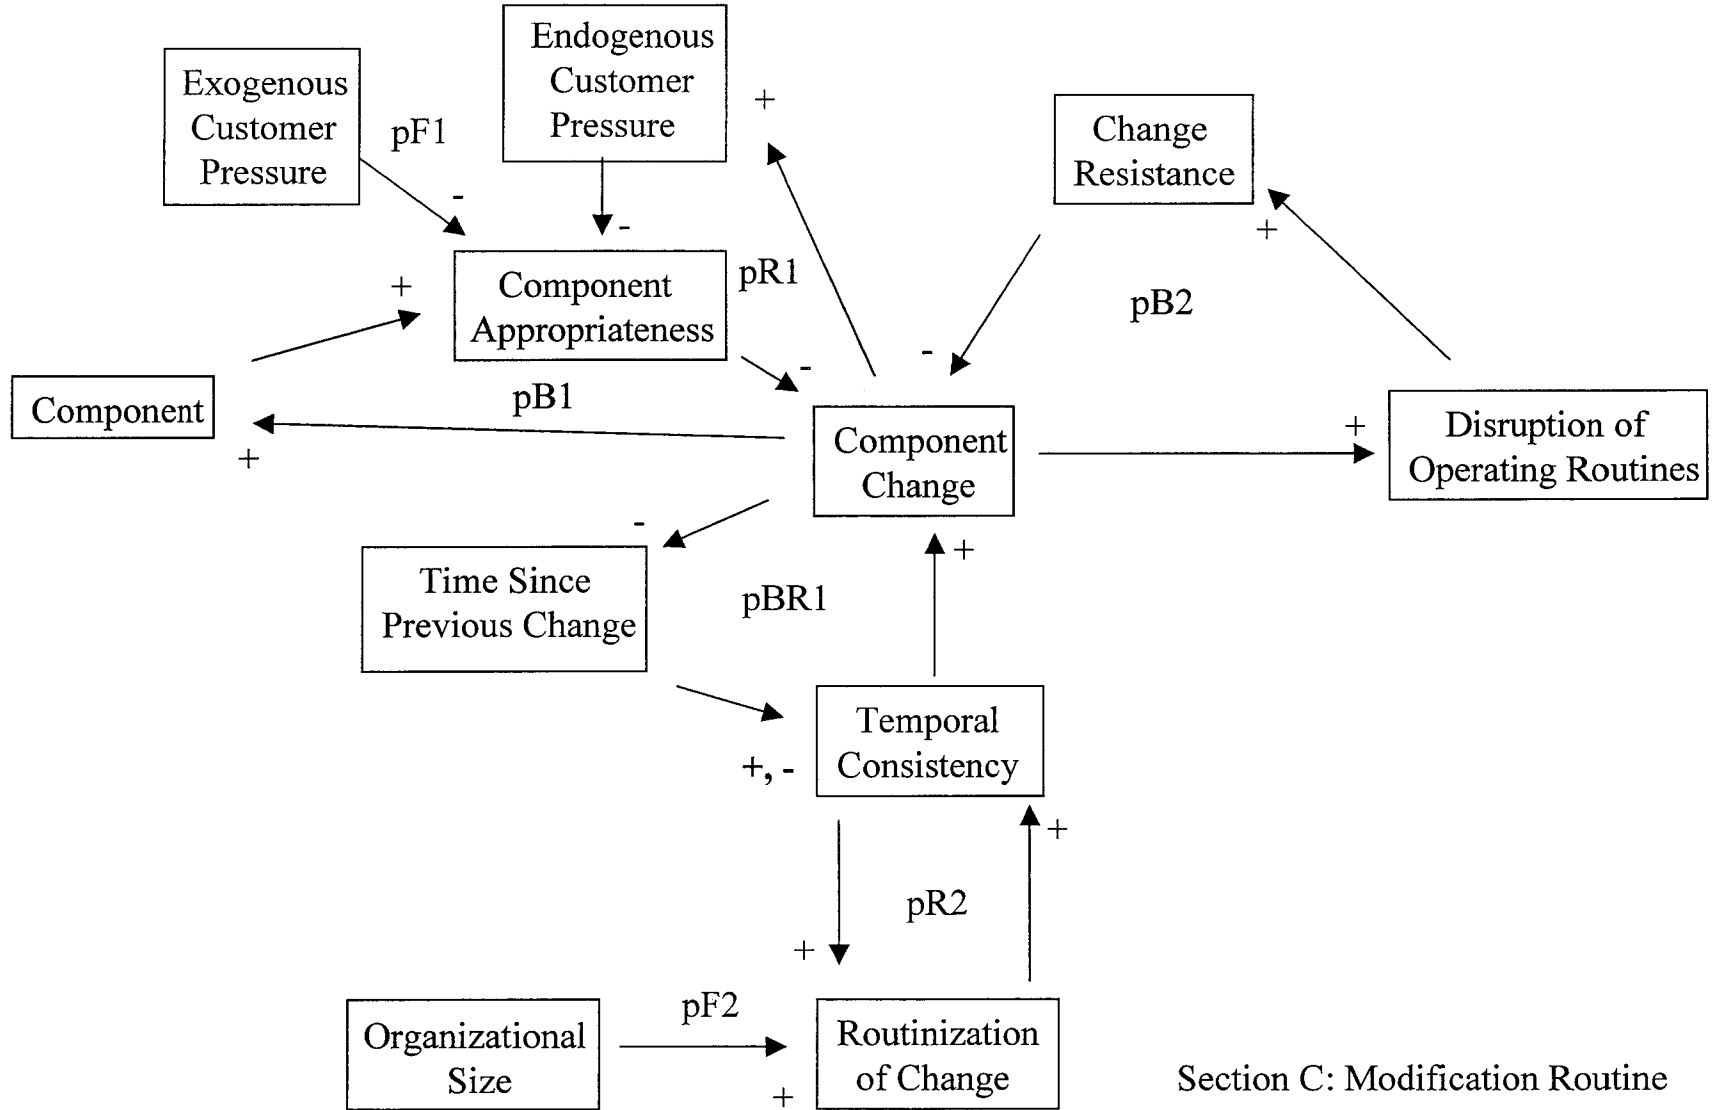 Endogenous
Customer
Pressure
Exogenous
Customer
Pressure
pF1
+
Change
Resistance
-
-
+
Component
Appropriateness
pR1
+
pB2
-
-
Component
pB1
+
Component
Change
+
Disruption of
Operating Routines
-
+
Time Since
Previous Change
pBR1
Temporal
Consistency
+, -
+
pR2
+
Organizational
Size
pF2
+
Routinization
of Change
Section C: Modification Routine